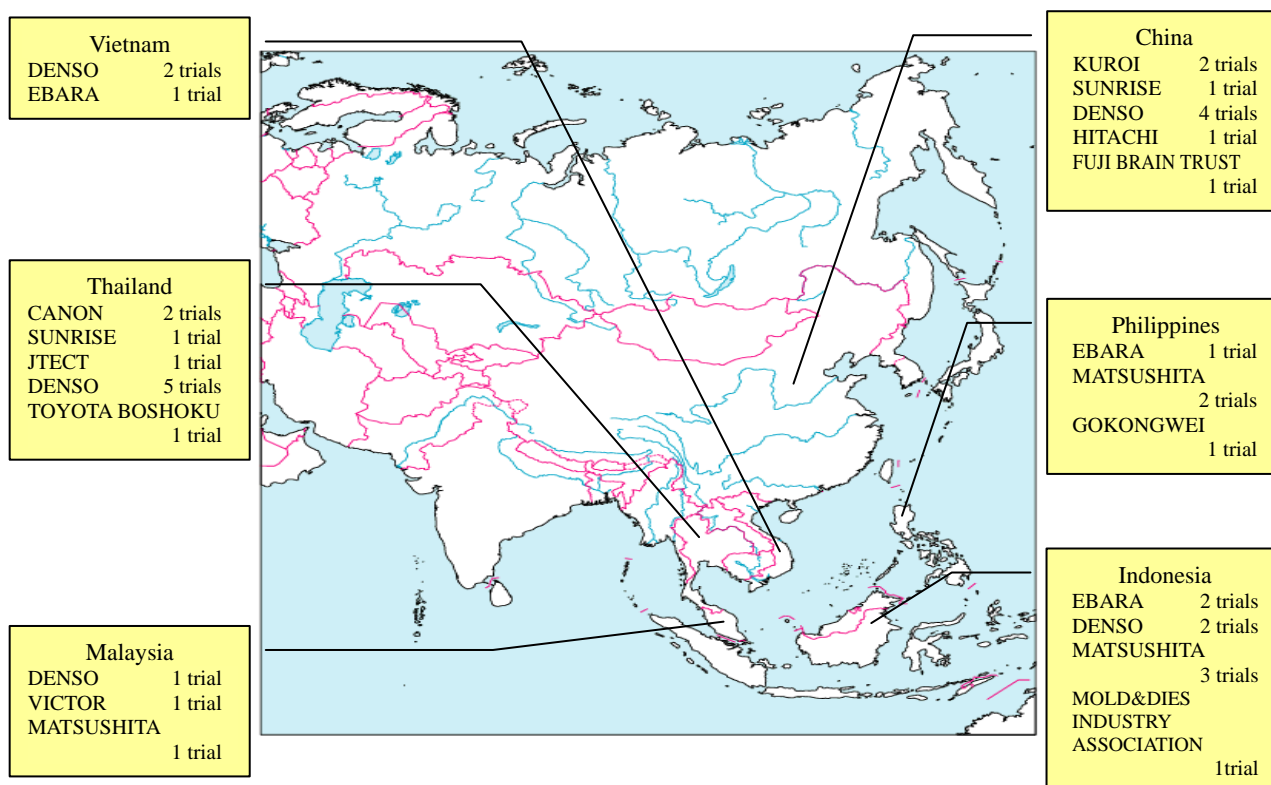 Vietnam
DENSO 2 trials
EBARA 1 trial
Thailand
CANON 2 trials
SUNRISE 1 trial
JTECT 1 trial
DENSO 5 trials
TOYOTA BOSHOKU
1 trial
Malaysia
DENSO 1 trial
VICTOR 1 trial
MATSUSHITA
1 trial
China
KUROI 2 trials
SUNRISE 1 trial
DENSO 4 trials
HITACHI 1 trial
FUJI BRAIN TRUST
1 trial
Philippines
EBARA 1 trial
MATSUSHITA
2 trials
GOKONGWEI
1 trial
Indonesia
EBARA 2 trials
DENSO 2 trials
MATSUSHITA
3 trials
MOLD&DIES
INDUSTRY
ASSOCIATION
1trial